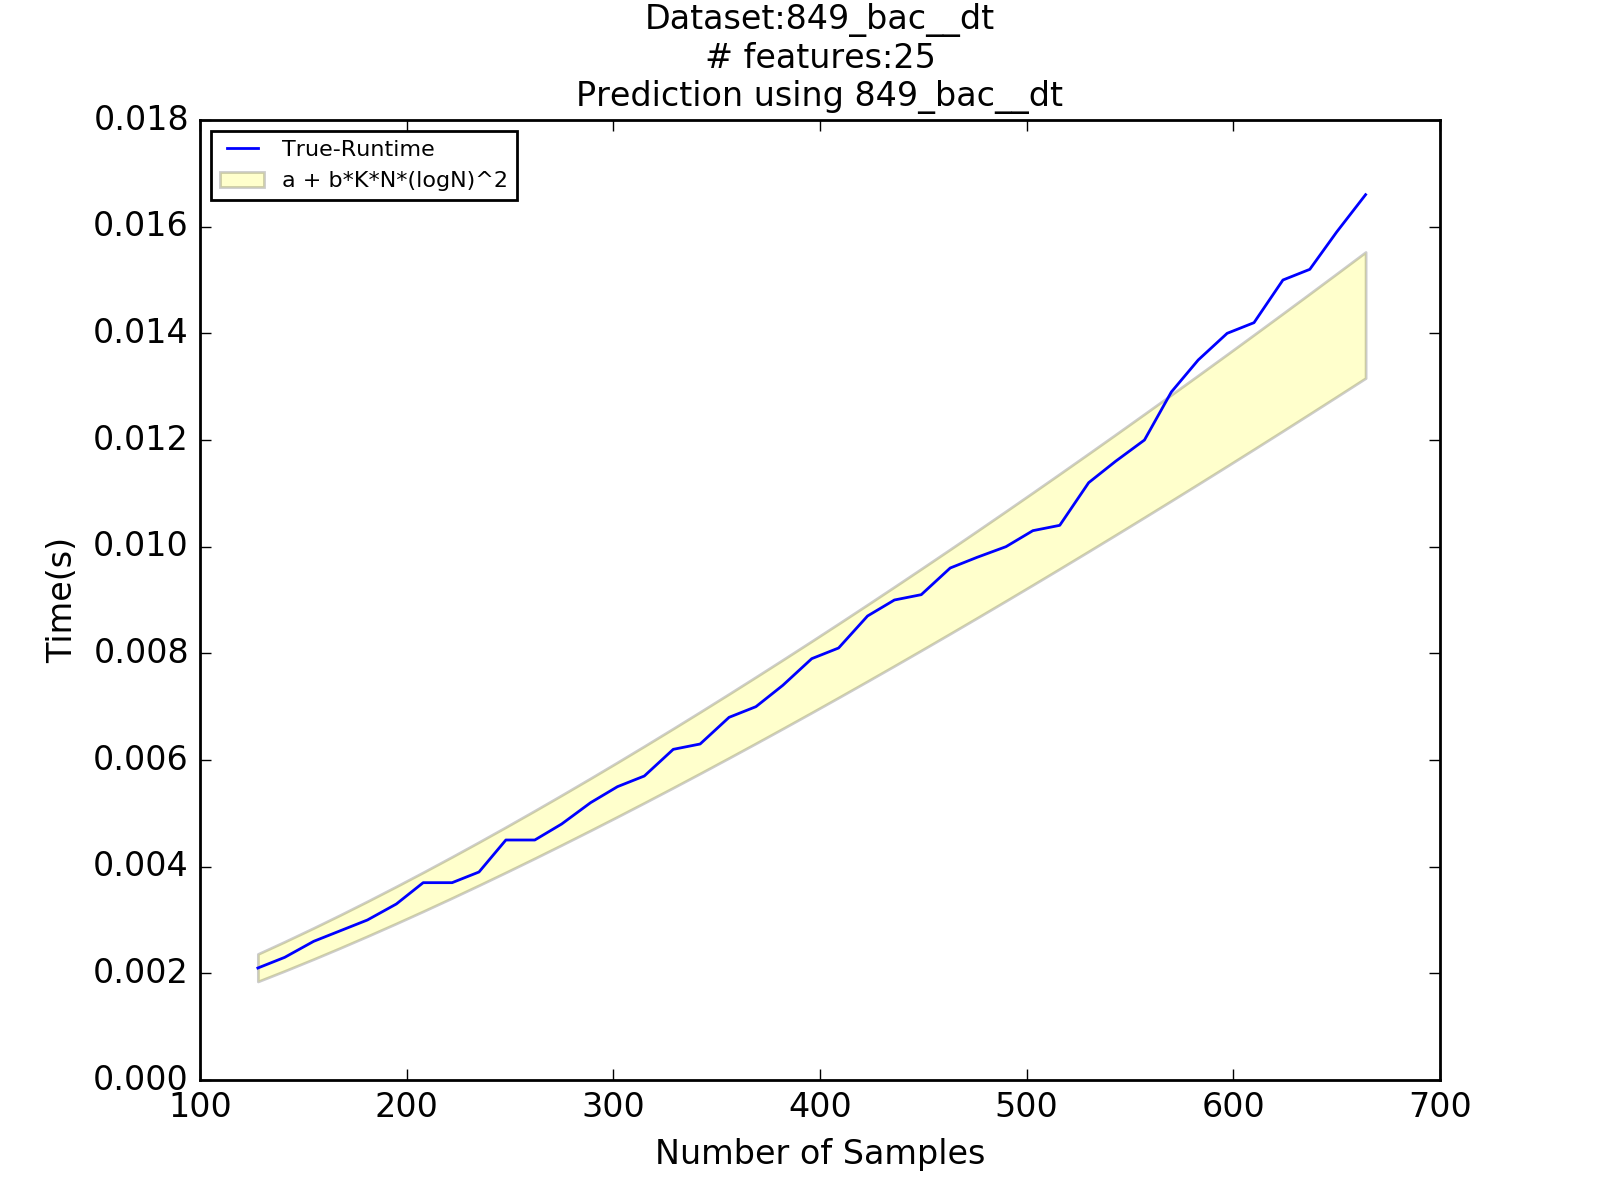 Dataset:849_bac__dt
# features:25
Prediction using 849_bac__dt
True-Runtime
a + b*K*N*(logN)^2
0.018
0.016
0.014
0.012
0.010
0.008
0.006
0.004
0.002
0.000
Time(s)
100 200 300 400 500 600 700
Number of Samples